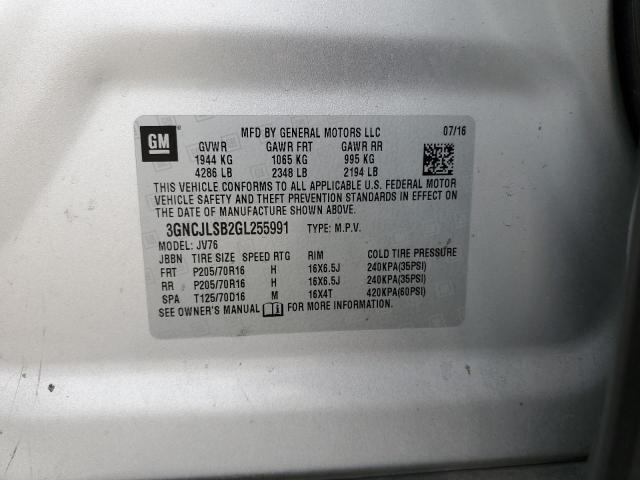 GM MFD BY GENERAL MOTORS LLC 07/16
GVWR GAWR FRT GAWR RR
1944 KG 1065 KG 995 KG
4286 LB 2348 LB 2194 LB
THIS VEHICLE CONFORMS TO ALL APPLICABLE U.S. FEDERAL MOTOR
VEHICLE SAFETY AND THEFT PREVENTION STANDARDS IN EFFECT ON
THE DATE OF MANUFACTURE SHOWN ABOVE.
3GNCJLSB2GL255991 TYPE: M.P.V.
MODEL: JV76
JBBN TIRE SIZE SPEED RTG RIM COLD TIRE PRESSURE
FRT P205/70R16 H 16X6.5J 240KPA(35PSI)
RR P205/70R16 H 16X6.5J 240KPA(35PSI)
SPA T125/70D16 M 16X4T 420KPA(60PSI)
SEE OWNER'S MANUAL FOR MORE INFORMATION.